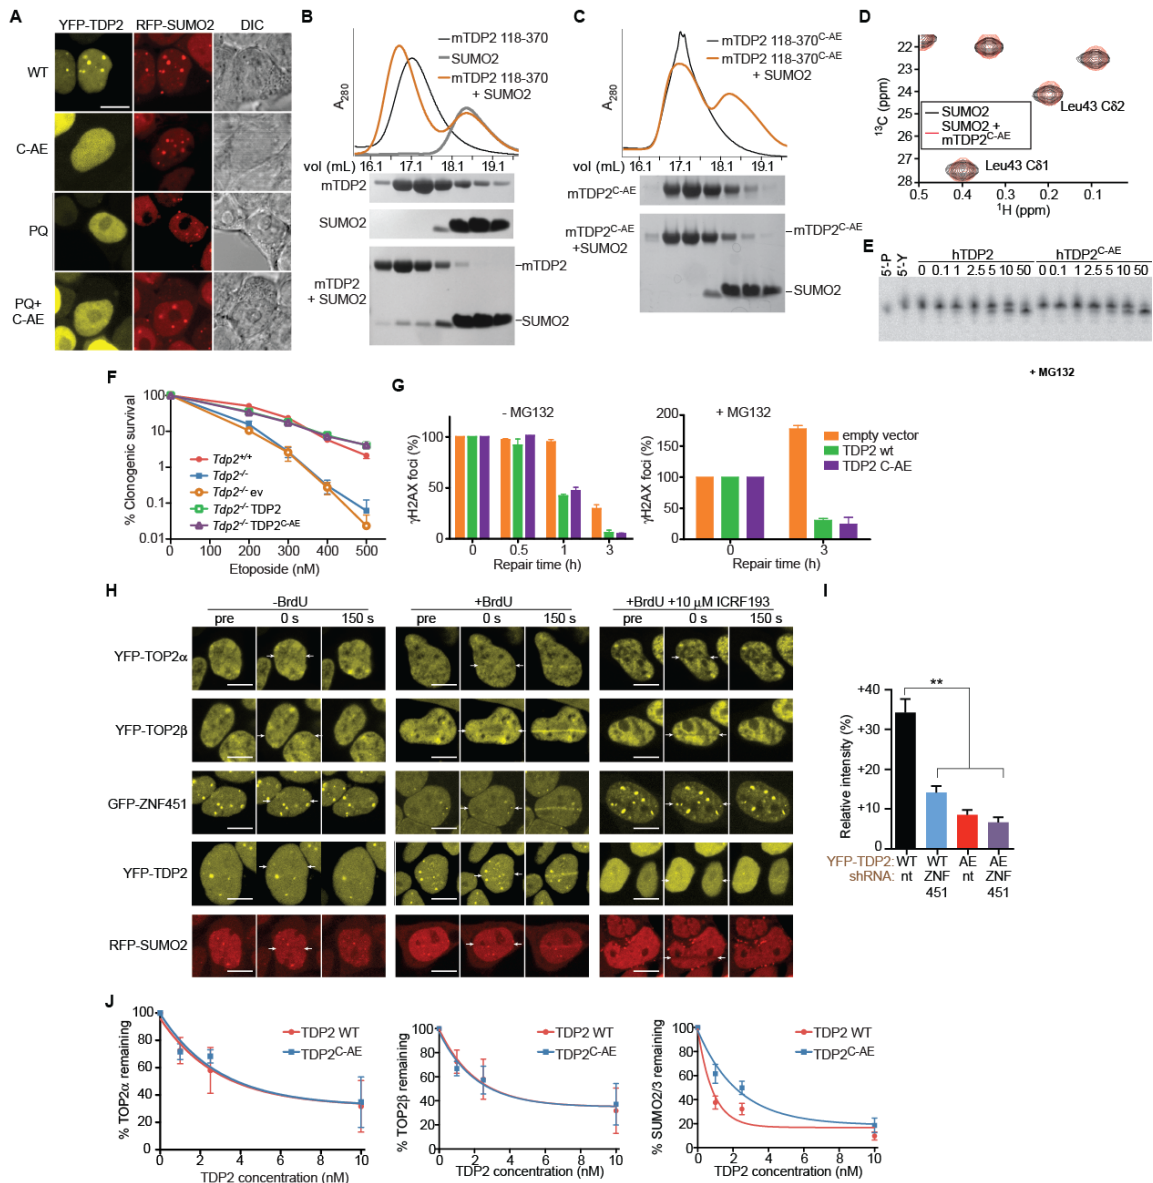 A
YFP-TDP2 RFP-SUMO2 DIC
WT
C-AE
PQ
PQ+
C-AE
B
A280
mTDP2 118-370
SUMO2
mTDP2 118-370
+ SUMO2
vol (mL) 16.1 17.1 18.1 19.1
mTDP2
SUMO2
mTDP2
+ SUMO2
mTDP2
SUMO2
C
A280
mTDP2 118-370C-AE
mTDP2 118-370C-AE
+ SUMO2
vol (mL) 16.1 17.1 18.1 19.1
mTDP2C-AE
mTDP2C-AE
+SUMO2
mTDP2C-AE
SUMO2
D
22
23
24
25
26
27
28
13C (ppm)
SUMO2
SUMO2 +
mTDP2C-AE
Leu43 Cδ2
Leu43 Cδ1
0.5 0.3 0.1
1H (ppm)
E
5'-P
5'-Y
hTDP2 hTDP2C-AE
0 0.1 1 2.5 5 10 50 0 0.1 1 2.5 5 10 50
+ MG132
F
% Clonogenic survival
100
10
1
0.1
0.01
Tdp2+/+
Tdp2-/-
Tdp2-/- ev
Tdp2-/- TDP2
Tdp2-/- TDP2C-AE
0 100 200 300 400 500
Etoposide (nM)
G
- MG132
γH2AX foci (%)
100
50
0
0 0.5 1 3
Repair time (h)
+ MG132
γH2AX foci (%)
200
150
100
50
0
0 3
Repair time (h)
empty vector
TDP2 wt
TDP2 C-AE
H
-BrdU +BrdU +BrdU +10 µM ICRF193
pre 0 s 150 s pre 0 s 150 s pre 0 s 150 s
YFP-TOP2α
YFP-TOP2β
GFP-ZNF451
YFP-TDP2
RFP-SUMO2
I
Relative intensity (%)
+40
+30
+20
+10
0
**
YFP-TDP2: WT WT AE AE
shRNA: nt ZNF nt ZNF
451 451
J
% TOP2α remaining
100
80
60
40
20
0
TDP2 WT
TDP2C-AE
0 2 4 6 8 10
TDP2 concentration (nM)
% TOP2β remaining
100
80
60
40
20
0
TDP2 WT
TDP2C-AE
0 2 4 6 8 10
TDP2 concentration (nM)
% SUMO2/3 remaining
100
80
60
40
20
0
TDP2 WT
TDP2C-AE
0 2 4 6 8 10
TDP2 concentration (nM)